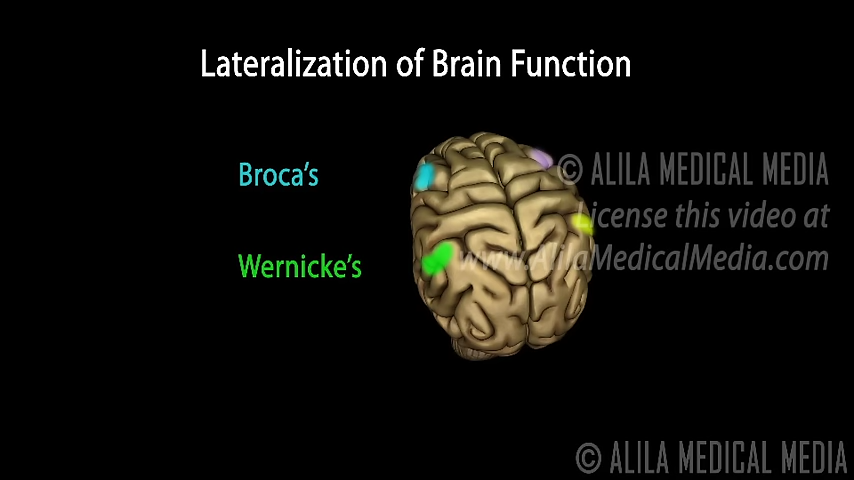 Lateralization of Brain Function
Broca's
© ALILA MEDICAL MEDIA
License this video at
Wernicke's
www.AlilaMedicalMedia.com
© ALILA MEDICAL MEDIA